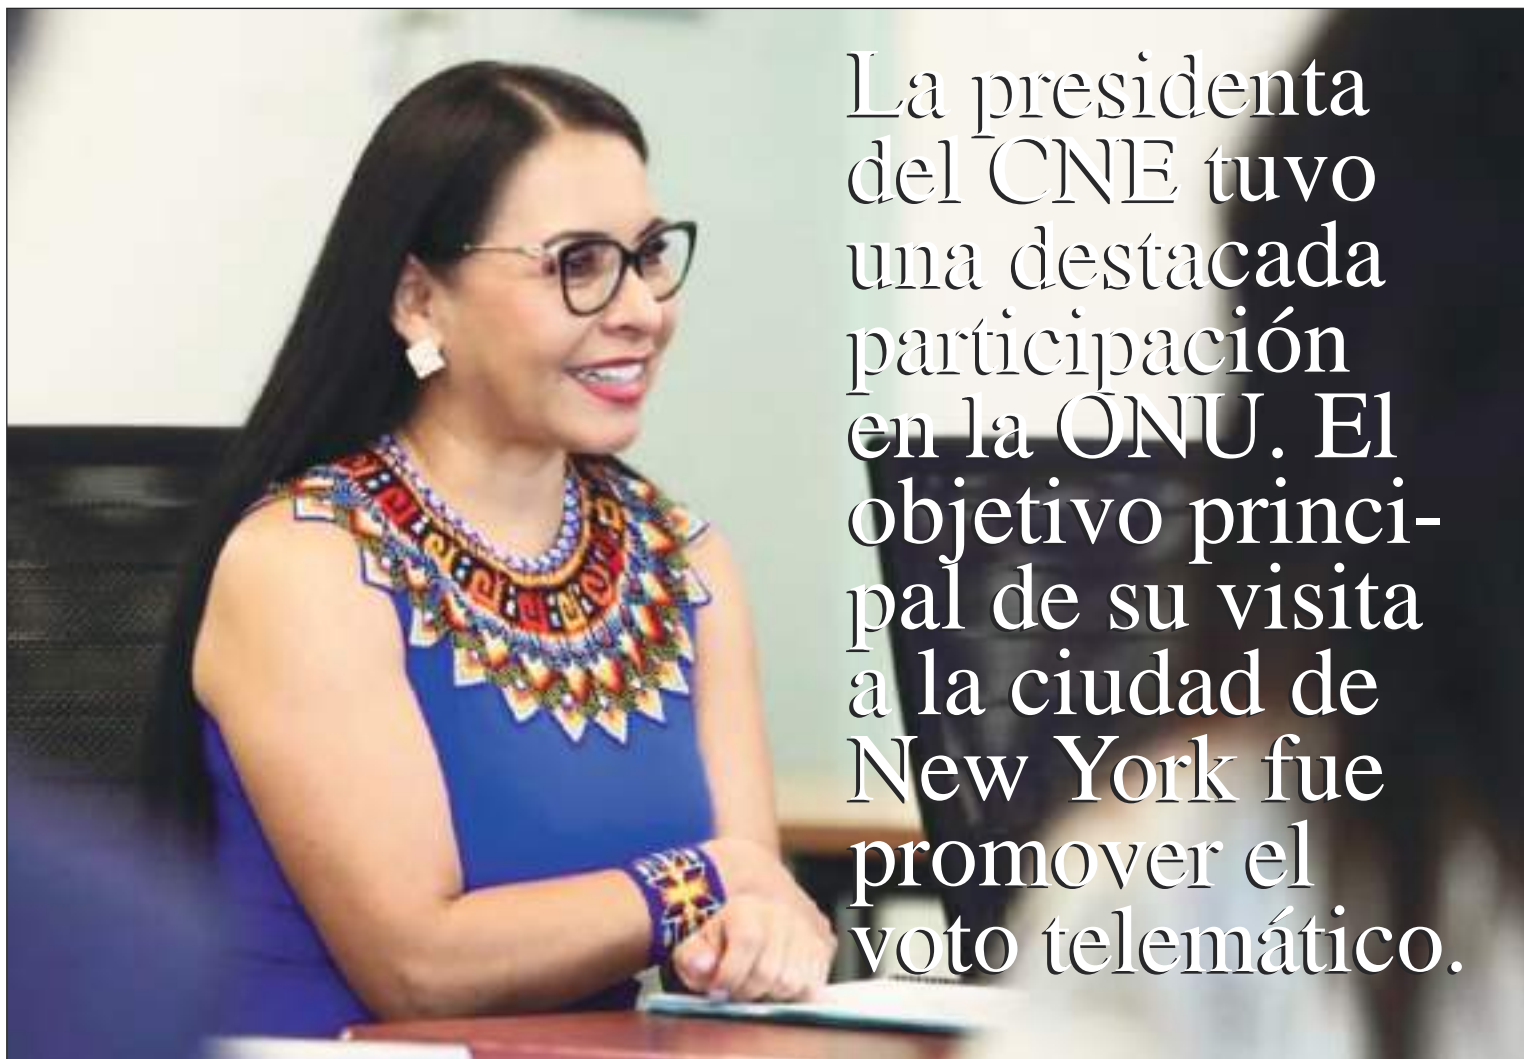 La presidenta
del CNE tuvo
una destacada
participación
en la ONU. El
objetivo princi-
pal de su visita
a la ciudad de
New York fue
promover el
voto telemático.